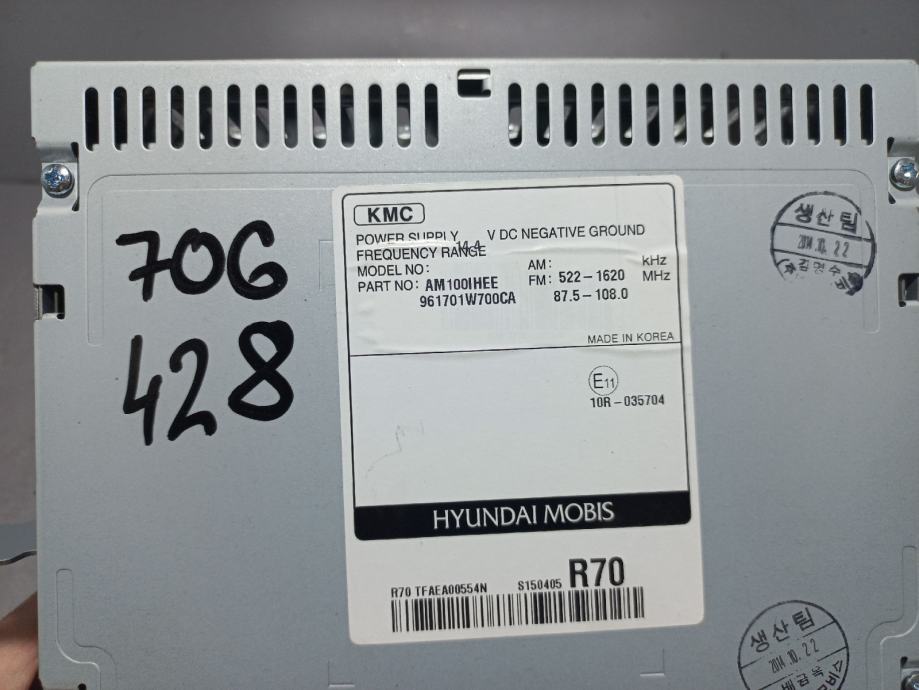 706
428
KMC
POWER SUPPLY 14.4 V DC NEGATIVE GROUND
FREQUENCY RANGE
AM: 522-1620 kHz
MODEL NO:
FM: 87.5-108.0 MHz
PART NO: AM100IHEE
961701W700CA
MADE IN KOREA
E11
10R-035704
HYUNDAI MOBIS
R70 TFAEA00554N S150405 R70
생산팀
2014.10.22
생산팀
2014.10.22